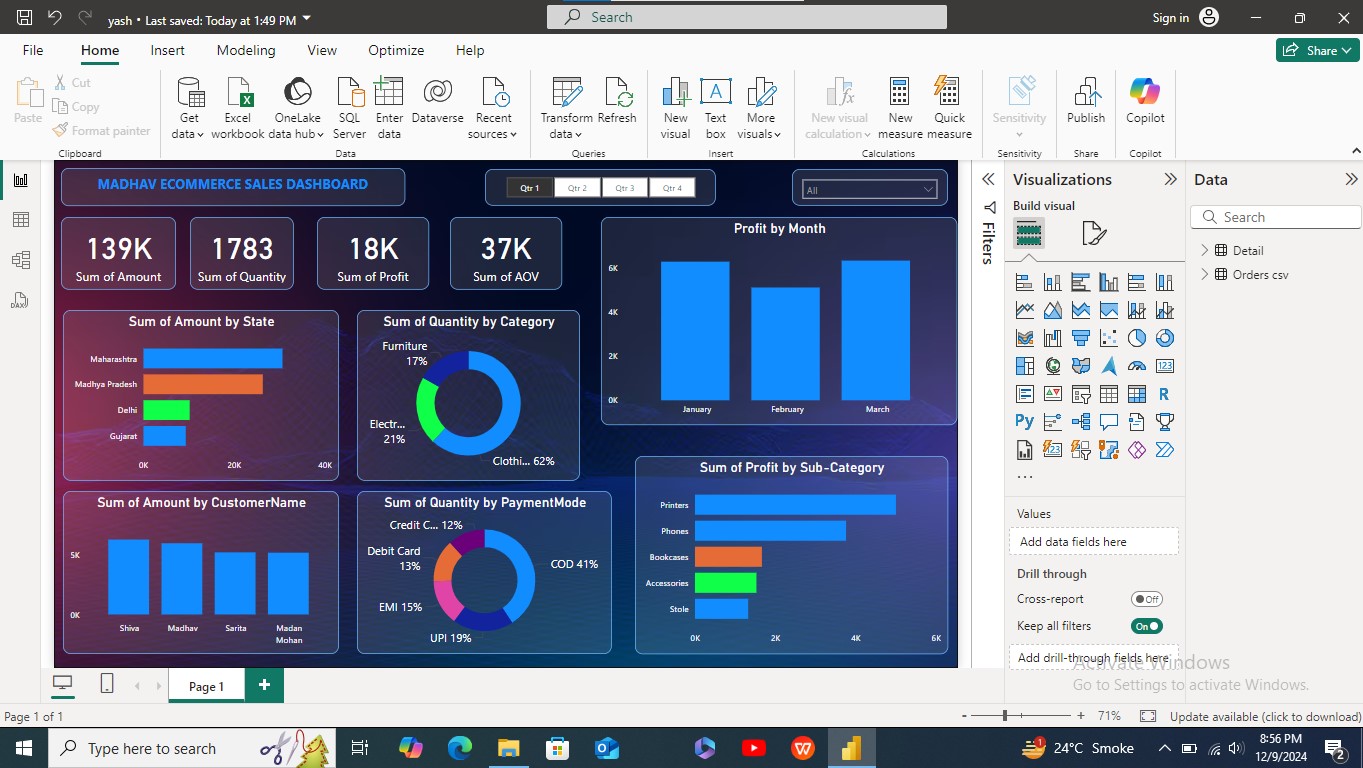 yash • Last saved: Today at 1:49 PM
Search
Sign in
File Home Insert Modeling View Optimize Help
Share
Paste
Cut
Copy
Format painter
Clipboard
Get data
Excel workbook
OneLake data hub
SQL Server
Enter data
Dataverse
Recent sources
Data
Transform data
Refresh
Queries
New visual
Text box
More visuals
Insert
New visual calculation
New measure
Quick measure
Calculations
Sensitivity
Sensitivity
Publish
Share
Copilot
Copilot
DAX
MADHAV ECOMMERCE SALES DASHBOARD
Qtr 1 Qtr 2 Qtr 3 Qtr 4
All
139K
Sum of Amount
1783
Sum of Quantity
18K
Sum of Profit
37K
Sum of AOV
Profit by Month
6K
4K
2K
0K
January February March
Sum of Amount by State
Maharashtra
Madhya Pradesh
Delhi
Gujarat
0K 20K 40K
Sum of Quantity by Category
Furniture
17%
Electr...
21%
Clothi... 62%
Sum of Amount by CustomerName
5K
0K
Shiva Madhav Sarita Madan
Mohan
Sum of Quantity by PaymentMode
Credit C... 12%
Debit Card
13%
COD 41%
EMI 15%
UPI 19%
Sum of Profit by Sub-Category
Printers
Phones
Bookcases
Accessories
Stole
0K 2K 4K 6K
Filters
Visualizations
Build visual
123
R
Py
123
...
Values
Add data fields here
Drill through
Cross-report
Off
Keep all filters
On
Add drill-through fields here
Data
Search
Detail
Orders csv
Activate Windows
Go to Settings to activate Windows.
Page 1
+
Page 1 of 1
- + 71%
Update available (click to download)
Type here to search
1
24°C Smoke
8:56 PM
12/9/2024
2